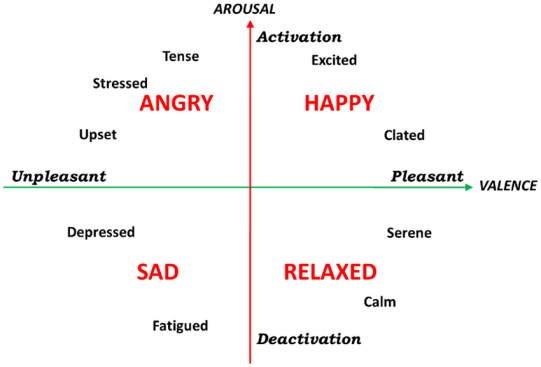 AROUSAL
Activation
Tense
Excited
Stressed
ANGRY
HAPPY
Upset
Clated
Unpleasant
Pleasant
VALENCE
Depressed
Serene
SAD
RELAXED
Calm
Fatigued
Deactivation